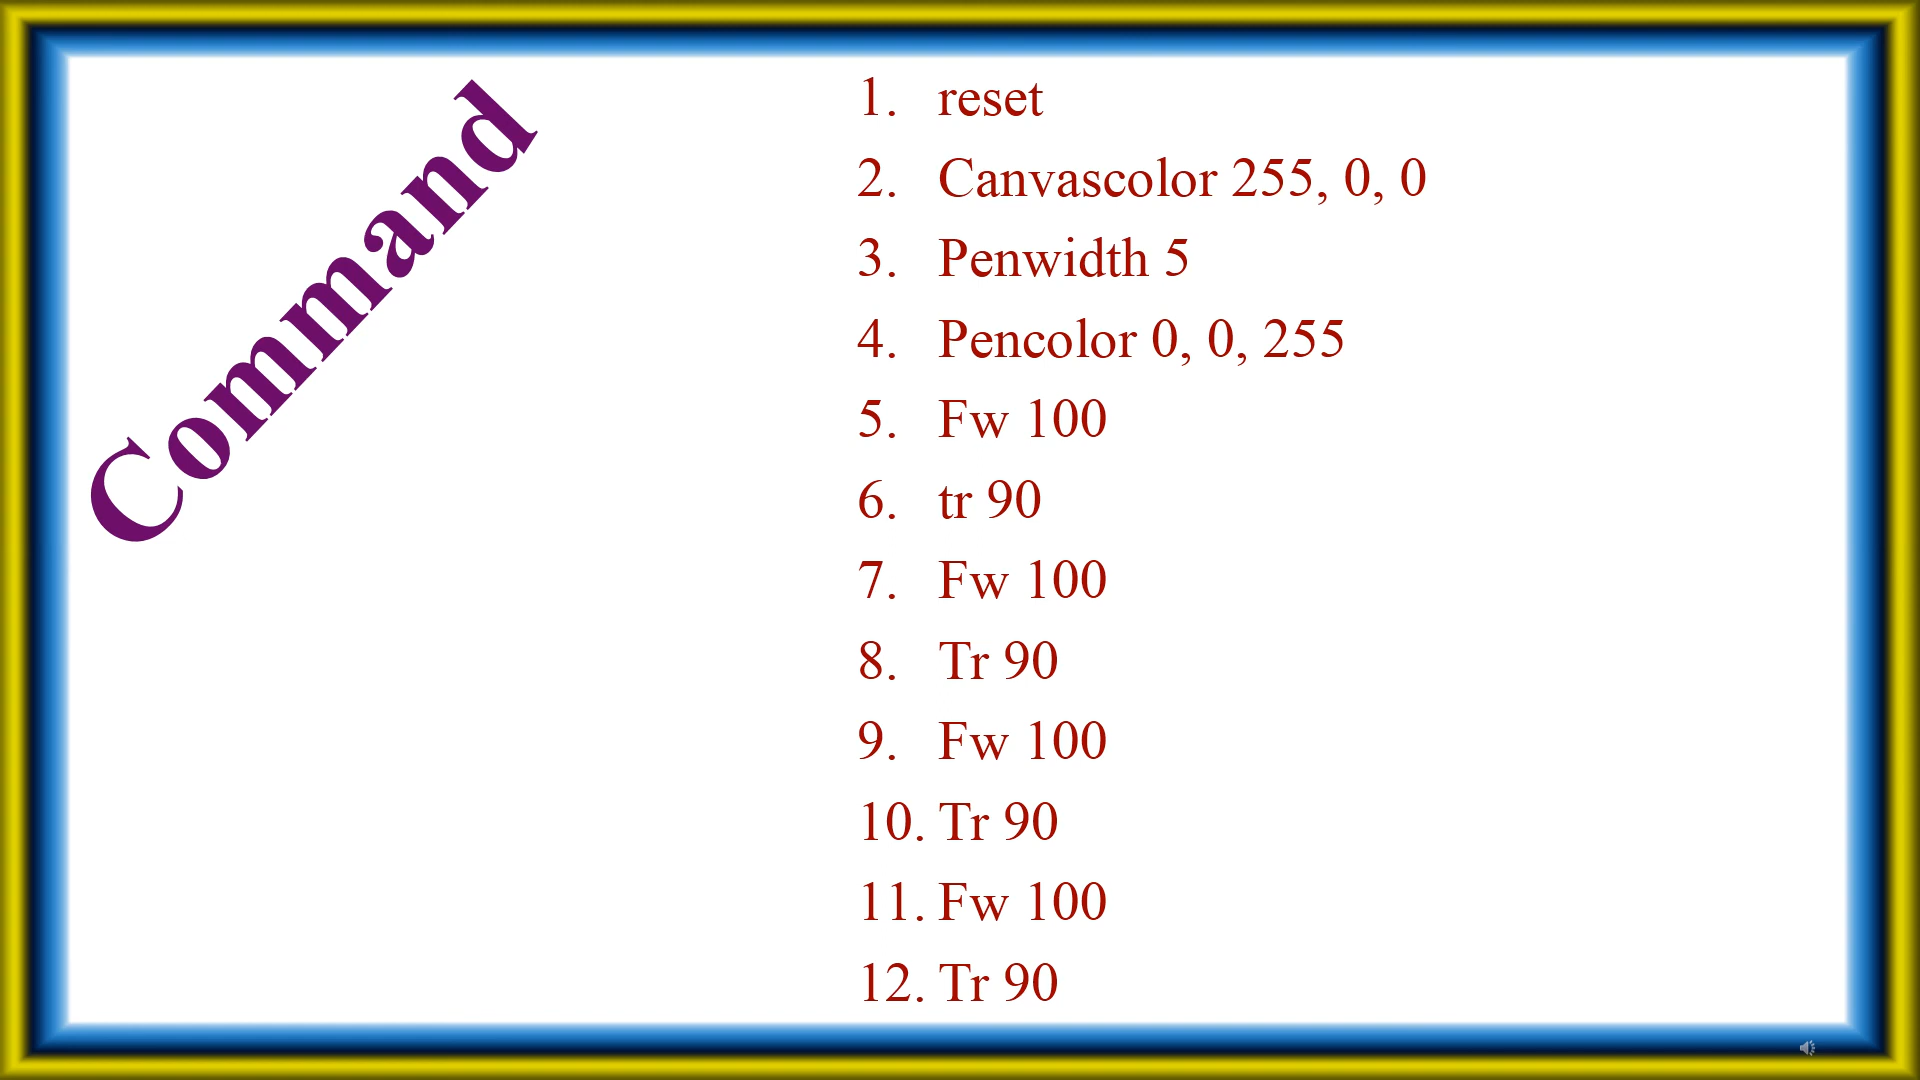 Command
1. reset
2. Canvascolor 255, 0, 0
3. Penwidth 5
4. Pencolor 0, 0, 255
5. Fw 100
6. tr 90
7. Fw 100
8. Tr 90
9. Fw 100
10. Tr 90
11. Fw 100
12. Tr 90